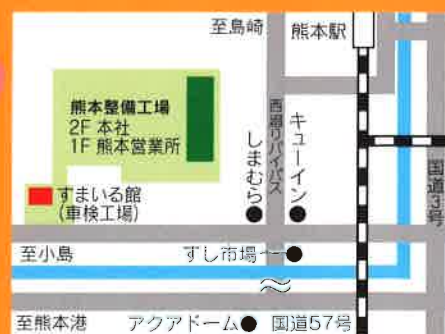 至島崎
熊本駅
熊本整備工場
2F 本社
1F 熊本営業所
西廻りバイパス
キューイン
しまむら
国道3号
すまいる館
(車検工場)
至小島
すし市場
至熊本港
アクアドーム
国道57号